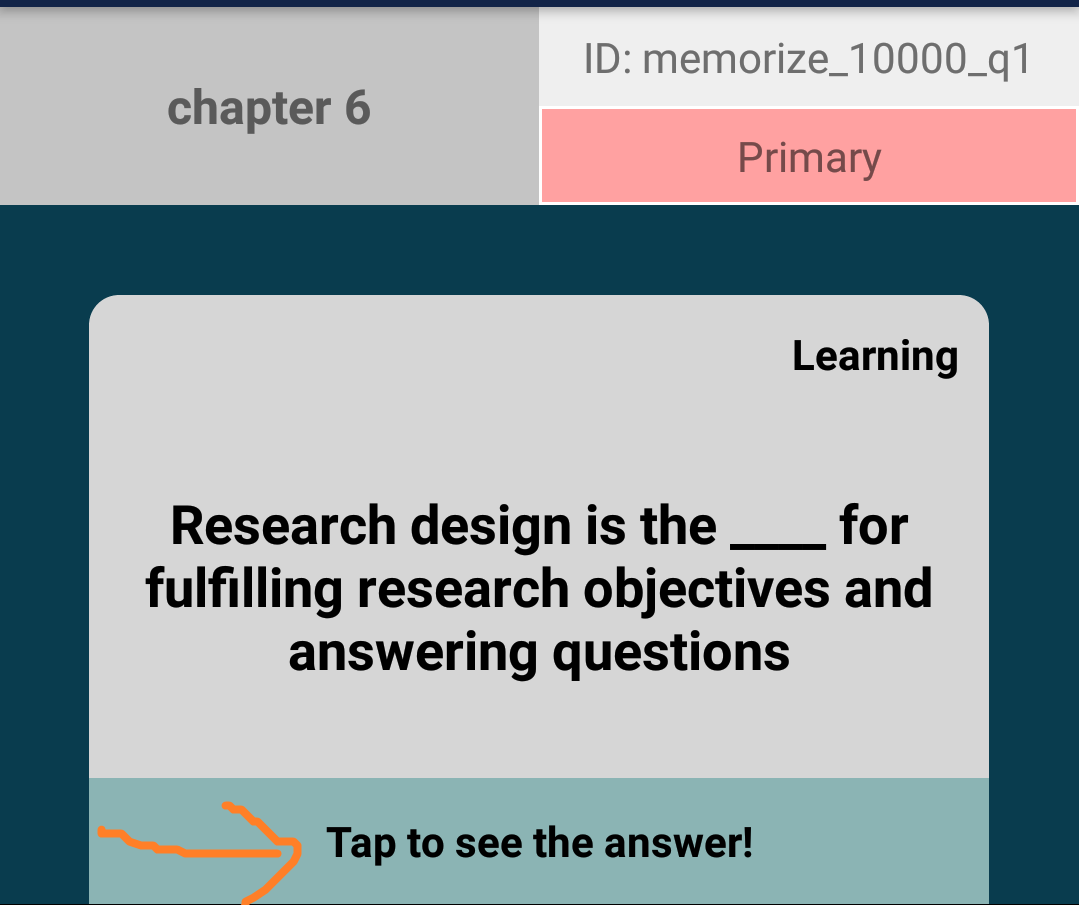 chapter 6
ID: memorize_10000_q1
Primary
Learning
Research design is the ____ for
fulfilling research objectives and
answering questions
Tap to see the answer!